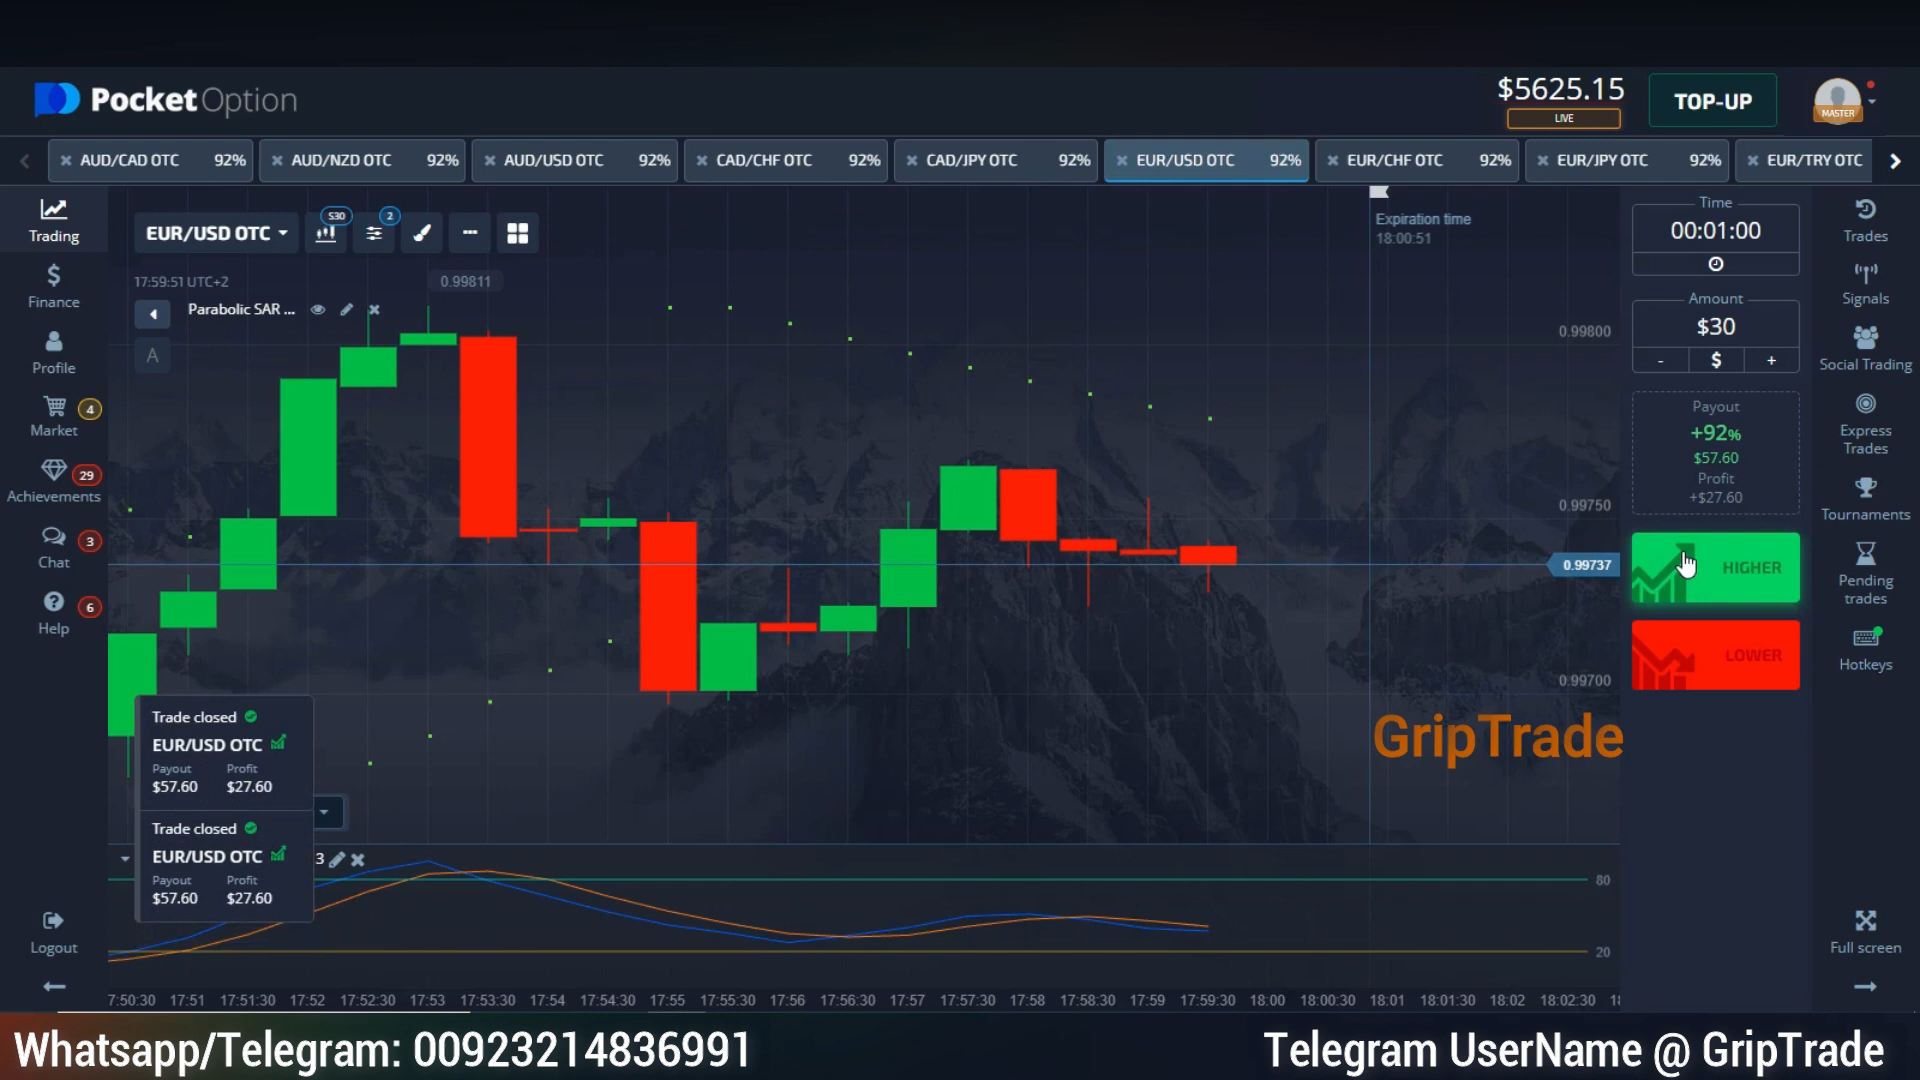 PocketOption
$5625.15
LIVE
TOP-UP
MASTER
AUD/CAD OTC 92%
AUD/NZD OTC 92%
AUD/USD OTC 92%
CAD/CHF OTC 92%
CAD/JPY OTC 92%
EUR/USD OTC 92%
EUR/CHF OTC 92%
EUR/JPY OTC 92%
EUR/TRY OTC
Trading
Finance
Profile
Market
4
Achievements
29
Chat
3
Help
6
Logout
EUR/USD OTC
S30
2
17:59:51 UTC+2
0.99811
Parabolic SAR ...
A
Expiration time
18:00:51
0.99800
0.99750
0.99737
0.99700
GripTrade
Trade closed
EUR/USD OTC
Payout Profit
$57.60 $27.60
Trade closed
EUR/USD OTC
Payout Profit
$57.60 $27.60
3
80
20
7:50:30 17:51 17:51:30 17:52 17:52:30 17:53 17:53:30 17:54 17:54:30 17:55 17:55:30 17:56 17:56:30 17:57 17:57:30 17:58 17:58:30 17:59 17:59:30 18:00 18:00:30 18:01 18:01:30 18:02 18:02:30
Time
00:01:00
Amount
$30
- $ +
Payout
+92%
$57.60
Profit
+$27.60
HIGHER
LOWER
Trades
Signals
Social Trading
Express
Trades
Tournaments
Pending
trades
Hotkeys
Full screen
Whatsapp/Telegram: 00923214836991
Telegram UserName @ GripTrade